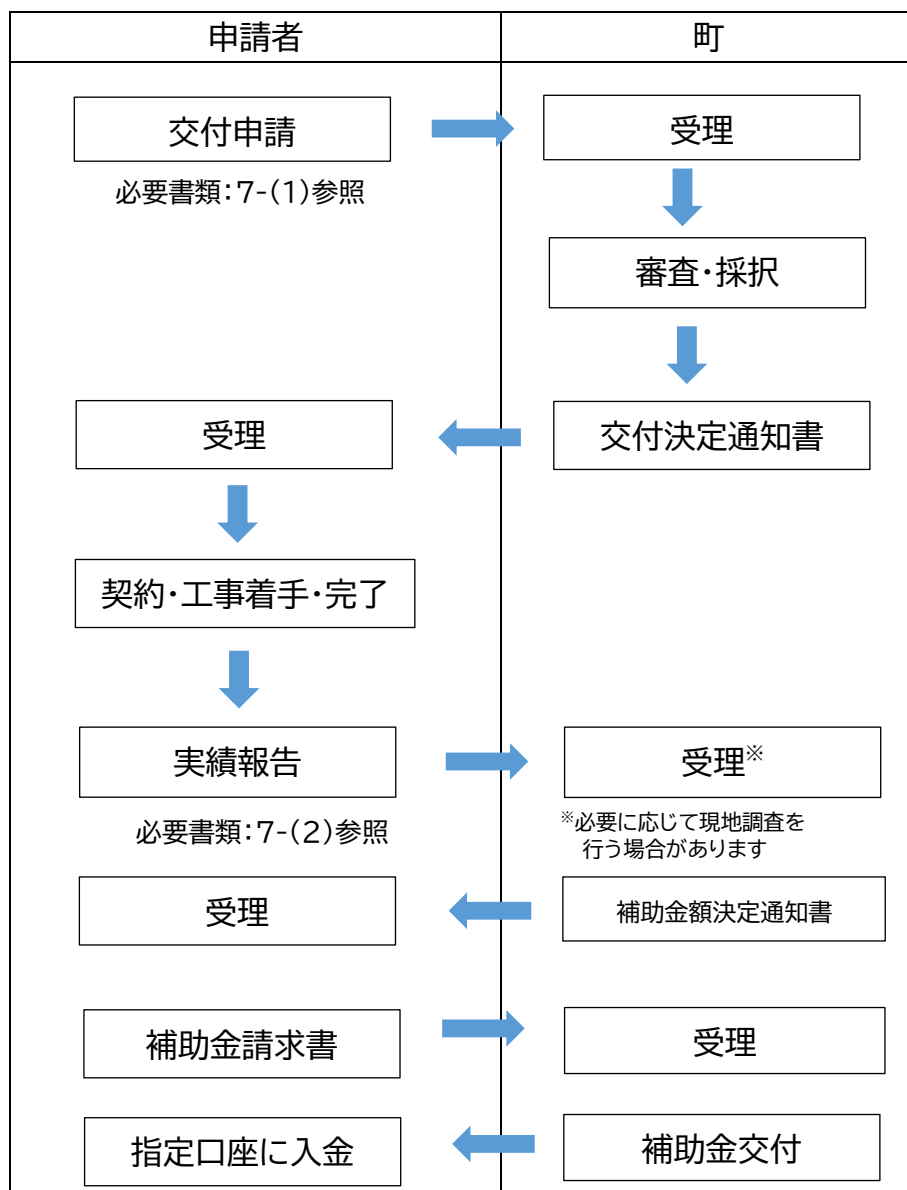 申請者
町
交付申請
受理
必要書類:7-(1)参照
審査・採択
受理
交付決定通知書
契約・工事着手・完了
実績報告
受理※
必要書類:7-(2)参照
※必要に応じて現地調査を
行う場合があります
受理
補助金額決定通知書
補助金請求書
受理
指定口座に入金
補助金交付